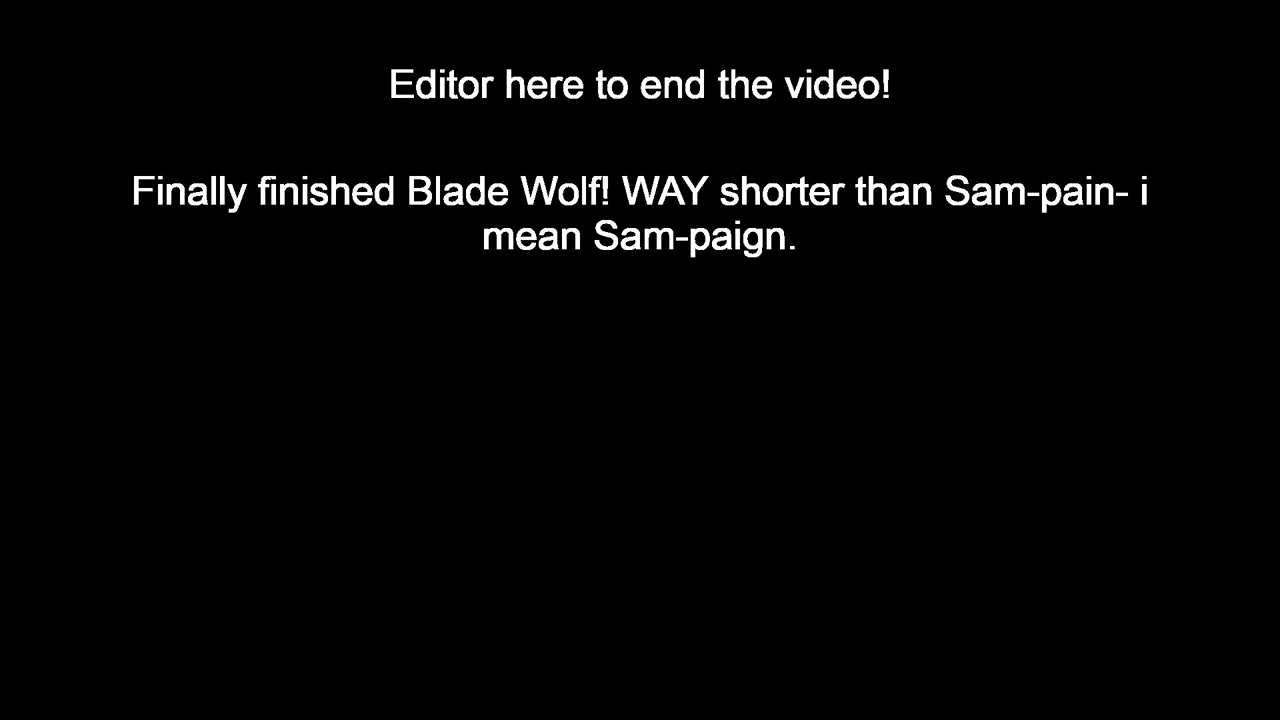 Editor here to end the video!
Finally finished Blade Wolf! WAY shorter than Sam-pain- i
mean Sam-paign.